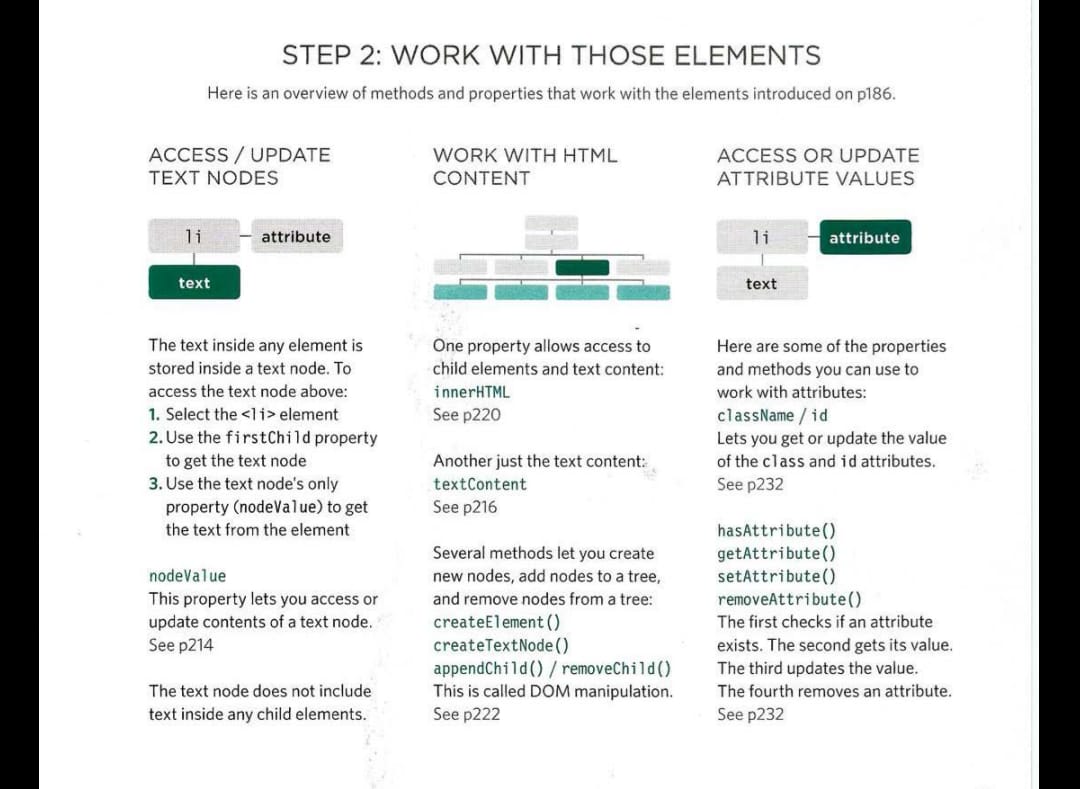 STEP 2: WORK WITH THOSE ELEMENTS
Here is an overview of methods and properties that work with the elements introduced on p186.
ACCESS / UPDATE
TEXT NODES
li
attribute
text
The text inside any element is
stored inside a text node. To
access the text node above:
1. Select the <li> element
2. Use the firstChild property
to get the text node
3. Use the text node's only
property (nodeValue) to get
the text from the element
nodeValue
This property lets you access or
update contents of a text node.
See p214
The text node does not include
text inside any child elements.
WORK WITH HTML
CONTENT
One property allows access to
child elements and text content:
innerHTML
See p220
Another just the text content:
textContent
See p216
Several methods let you create
new nodes, add nodes to a tree,
and remove nodes from a tree:
createElement()
createTextNode()
appendChild() / removeChild()
This is called DOM manipulation.
See p222
ACCESS OR UPDATE
ATTRIBUTE VALUES
li
attribute
text
Here are some of the properties
and methods you can use to
work with attributes:
className / id
Lets you get or update the value
of the class and id attributes.
See p232
hasAttribute()
getAttribute()
setAttribute()
removeAttribute()
The first checks if an attribute
exists. The second gets its value.
The third updates the value.
The fourth removes an attribute.
See p232